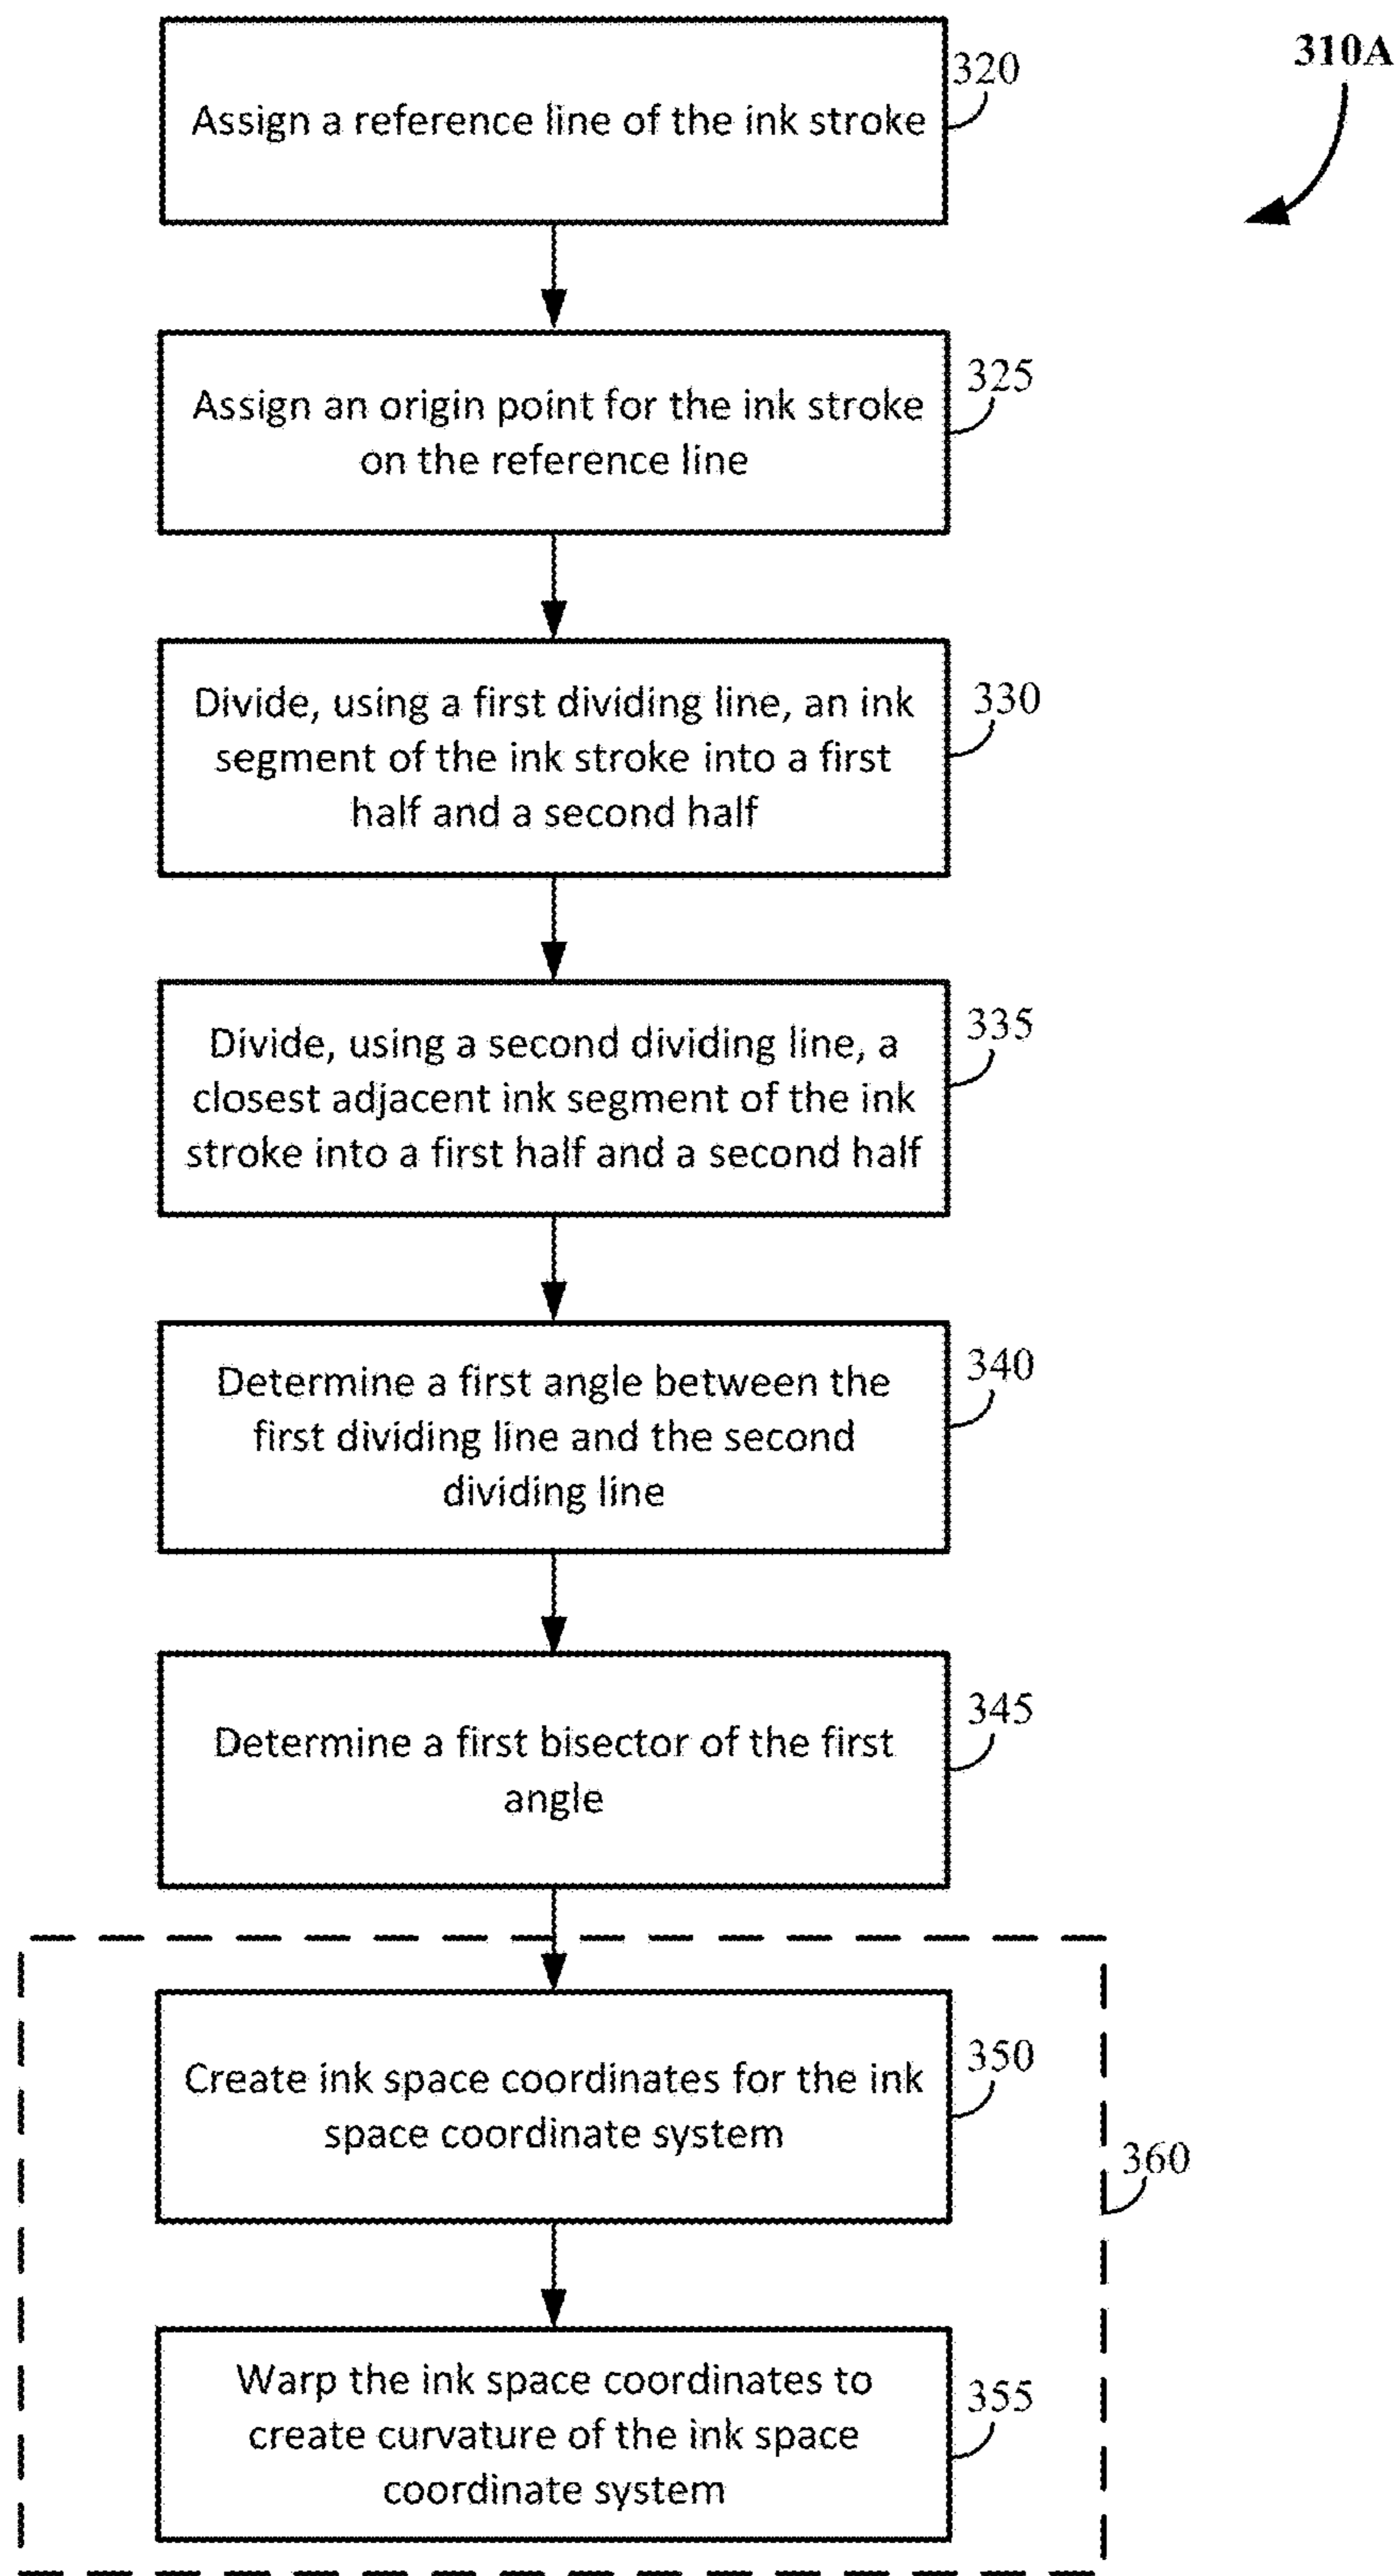 310A
Assign a reference line of the ink stroke
320
Assign an origin point for the ink stroke
on the reference line
325
Divide, using a first dividing line, an ink
segment of the ink stroke into a first
half and a second half
330
Divide, using a second dividing line, a
closest adjacent ink segment of the ink
stroke into a first half and a second half
335
Determine a first angle between the
first dividing line and the second
dividing line
340
Determine a first bisector of the first
angle
345
Create ink space coordinates for the ink
space coordinate system
350
360
Warp the ink space coordinates to
create curvature of the ink space
coordinate system
355